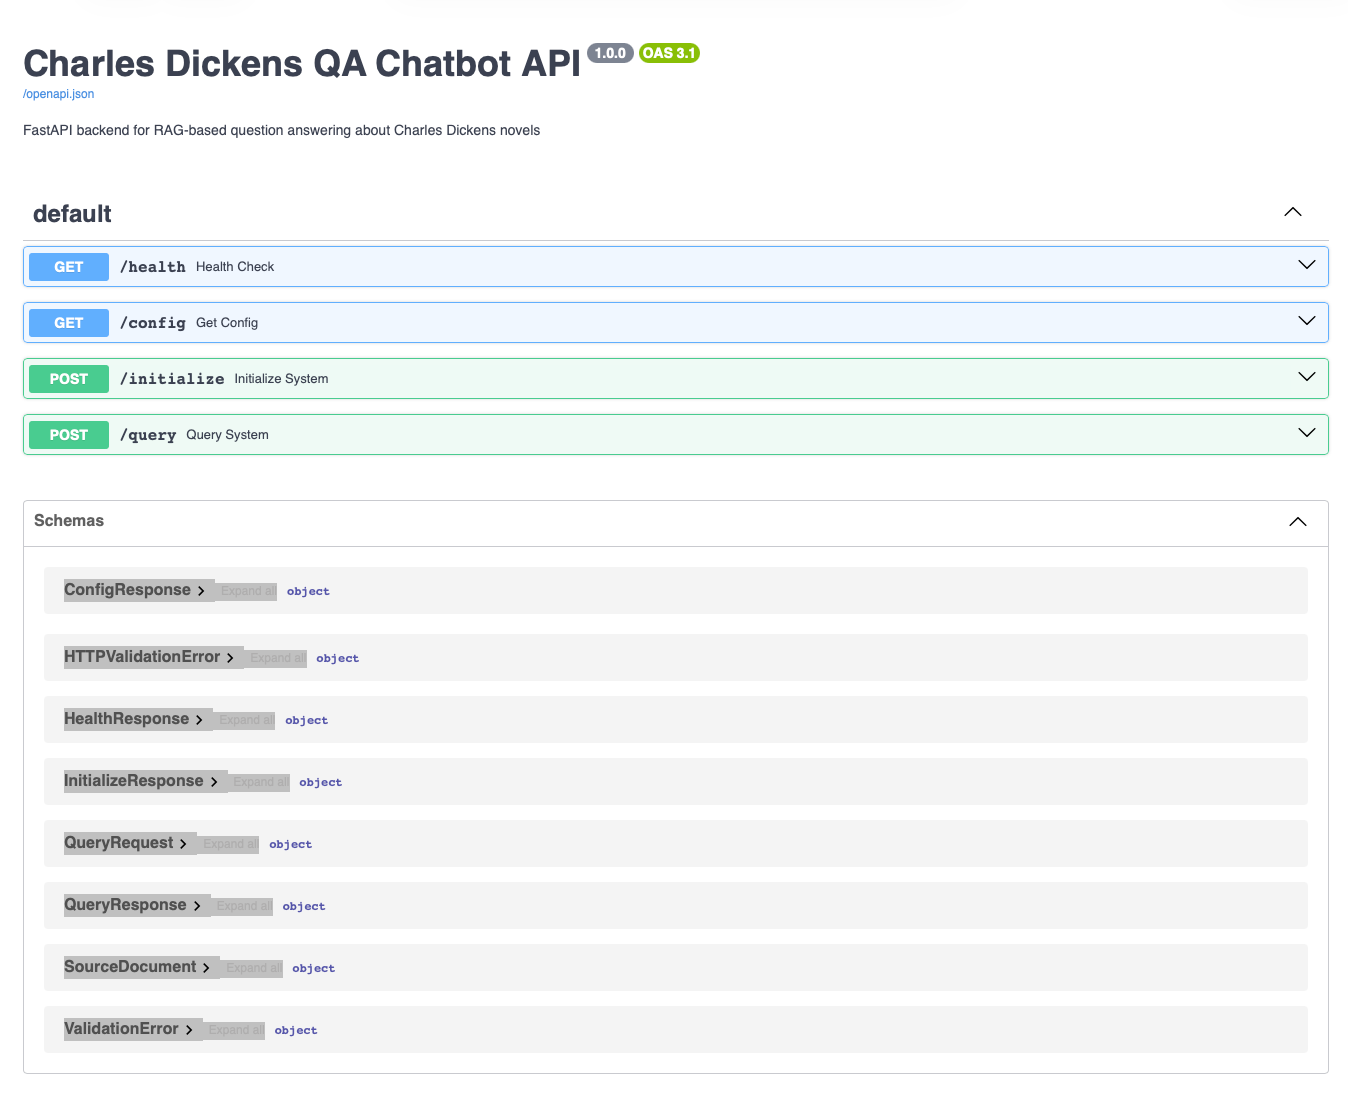 Charles Dickens QA Chatbot API 1.0.0 OAS 3.1
/openapi.json
FastAPI backend for RAG-based question answering about Charles Dickens novels
default
GET /health Health Check
GET /config Get Config
POST /initialize Initialize System
POST /query Query System
Schemas
ConfigResponse Expand all object
HTTPValidationError Expand all object
HealthResponse Expand all object
InitializeResponse Expand all object
QueryRequest Expand all object
QueryResponse Expand all object
SourceDocument Expand all object
ValidationError Expand all object